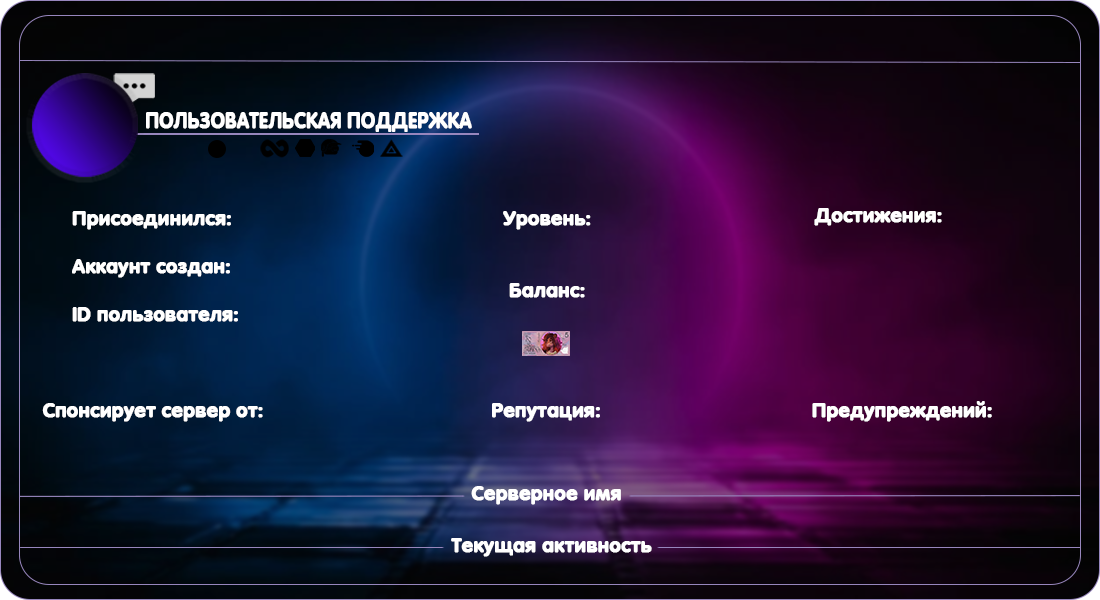 ПОЛЬЗОВАТЕЛЬСКАЯ ПОДДЕРЖКА
Присоединился:
Уровень:
Достижения:
Аккаунт создан:
Баланс:
ID пользователя:
Спонсирует сервер от:
Репутация:
Предупреждений:
Серверное имя
Текущая активность